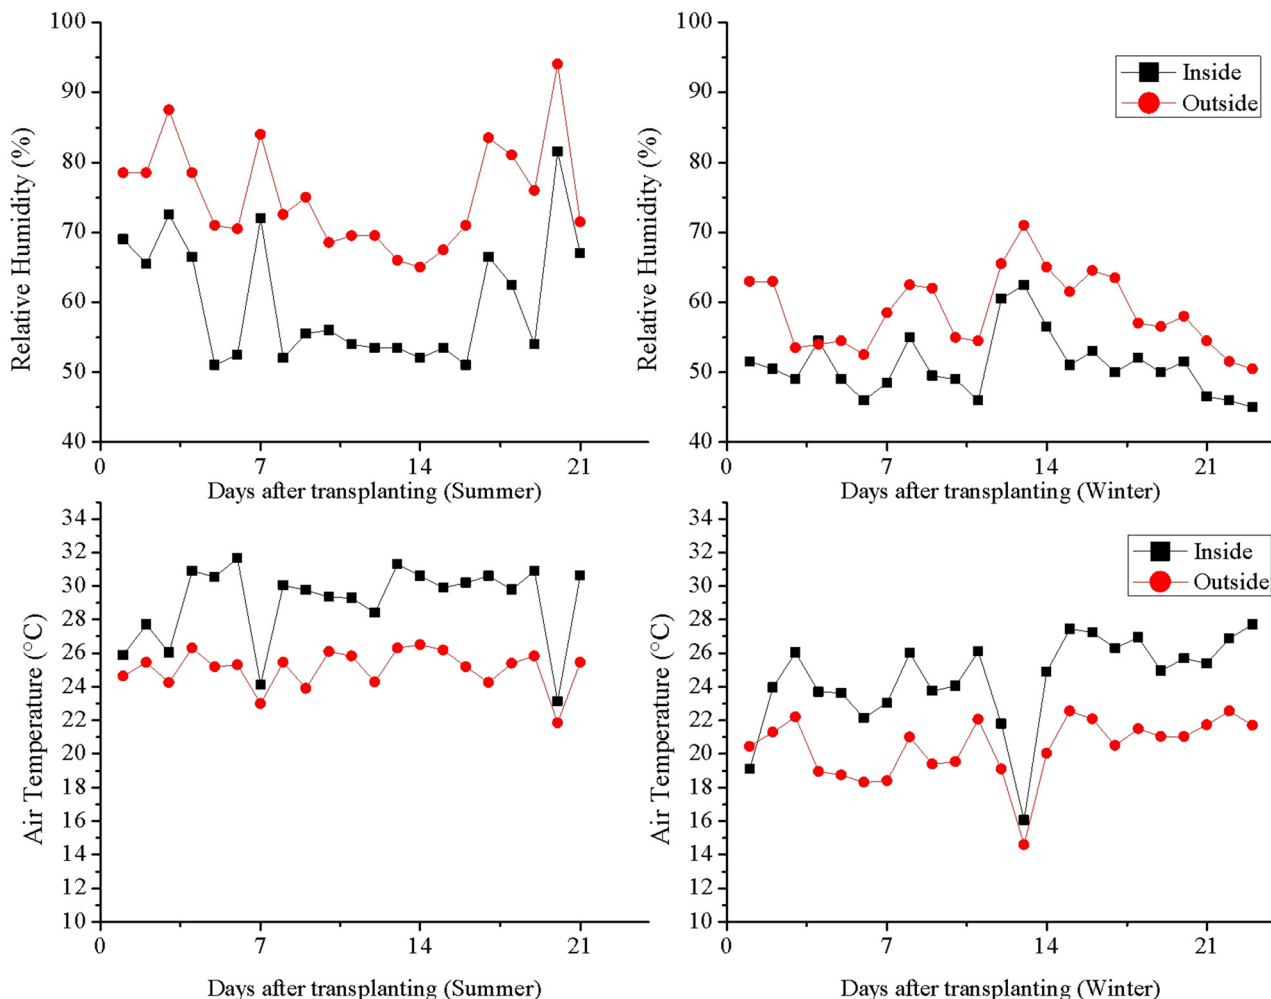 100
90
80
70
60
50
40
Relative Humidity (%)
0 7 14 21
Days after transplanting (Summer)
100
90
80
70
60
50
40
Relative Humidity (%)
Inside
Outside
0 7 14 21
Days after transplanting (Winter)
34
32
30
28
26
24
22
20
18
16
14
12
10
Air Temperature (°C)
0 7 14 21
Days after transplanting (Summer)
34
32
30
28
26
24
22
20
18
16
14
12
10
Air Temperature (°C)
Inside
Outside
0 7 14 21
Days after transplanting (Winter)